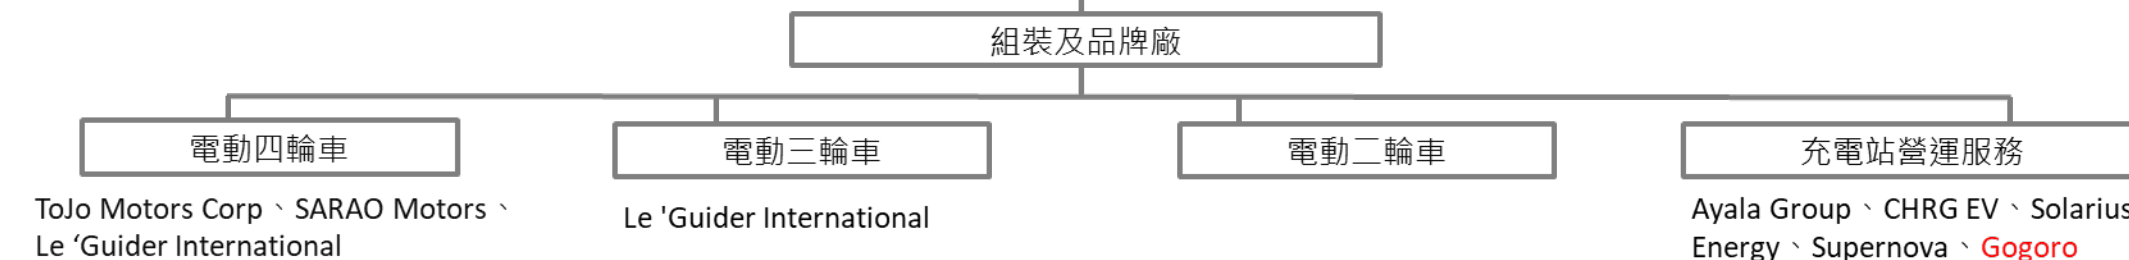 組裝及品牌廠
電動四輪車
電動三輪車
電動二輪車
充電站營運服務
ToJo Motors Corp、SARAO Motors、
Le ‘Guider International
Le 'Guider International
Ayala Group、CHRG EV、Solarius
Energy、Supernova、Gogoro